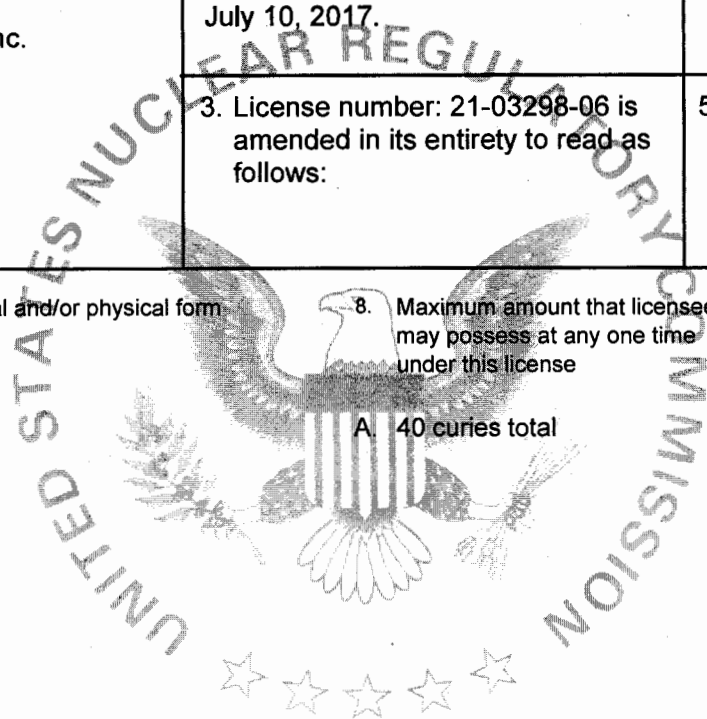 nc.
July 10, 2017.
3. License number: 21-03298-06 is
amended in its entirety to read as
follows:
5
al and/or physical form
8. Maximum amount that licensee
may possess at any one time
under this license
A. 40 curies total
UNITED STATES NUCLEAR REGULATORY COMMISSION